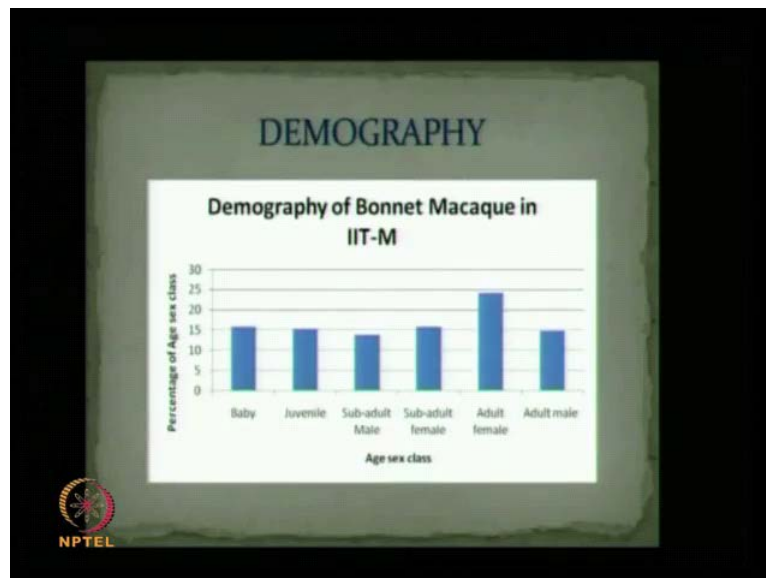 DEMOGRAPHY
Demography of Bonnet Macaque in
IIT-M
Percentage of Age sex class
30
25
20
15
10
5
0
Baby Juvenile Sub-adult Sub-adult Adult Adult male
Male female female
Age sex class
NPTEL